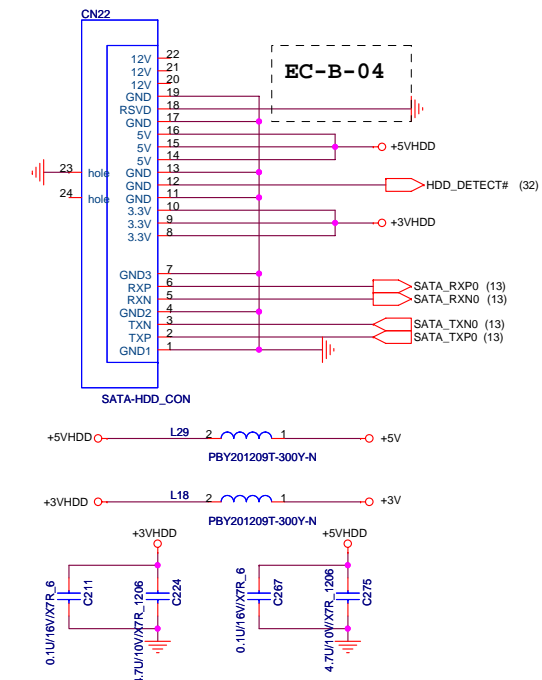 CN22
12V 22
12V 21
12V 20
GND 19
RSVD 18
GND 17
5V 16
5V 15
5V 14
GND 13
GND 12
GND 11
3.3V 10
3.3V 9
3.3V 8
GND3 7
RXP 6
RXN 5
GND2 4
TXN 3
TXP 2
GND1 1
23 hole
24 hole
EC-B-04
+5VHDD
HDD_DETECT# (32)
+3VHDD
SATA_RXP0 (13)
SATA_RXN0 (13)
SATA_TXN0 (13)
SATA_TXP0 (13)
SATA-HDD_CON
+5VHDD L29 2 1 +5V
PBY201209T-300Y-N
+3VHDD L18 2 1 +3V
PBY201209T-300Y-N
+3VHDD
+5VHDD
0.1U/16V/X7R_6
C211
4.7U/10V/X7R_1206
C224
0.1U/16V/X7R_6
C267
4.7U/10V/X7R_1206
C275